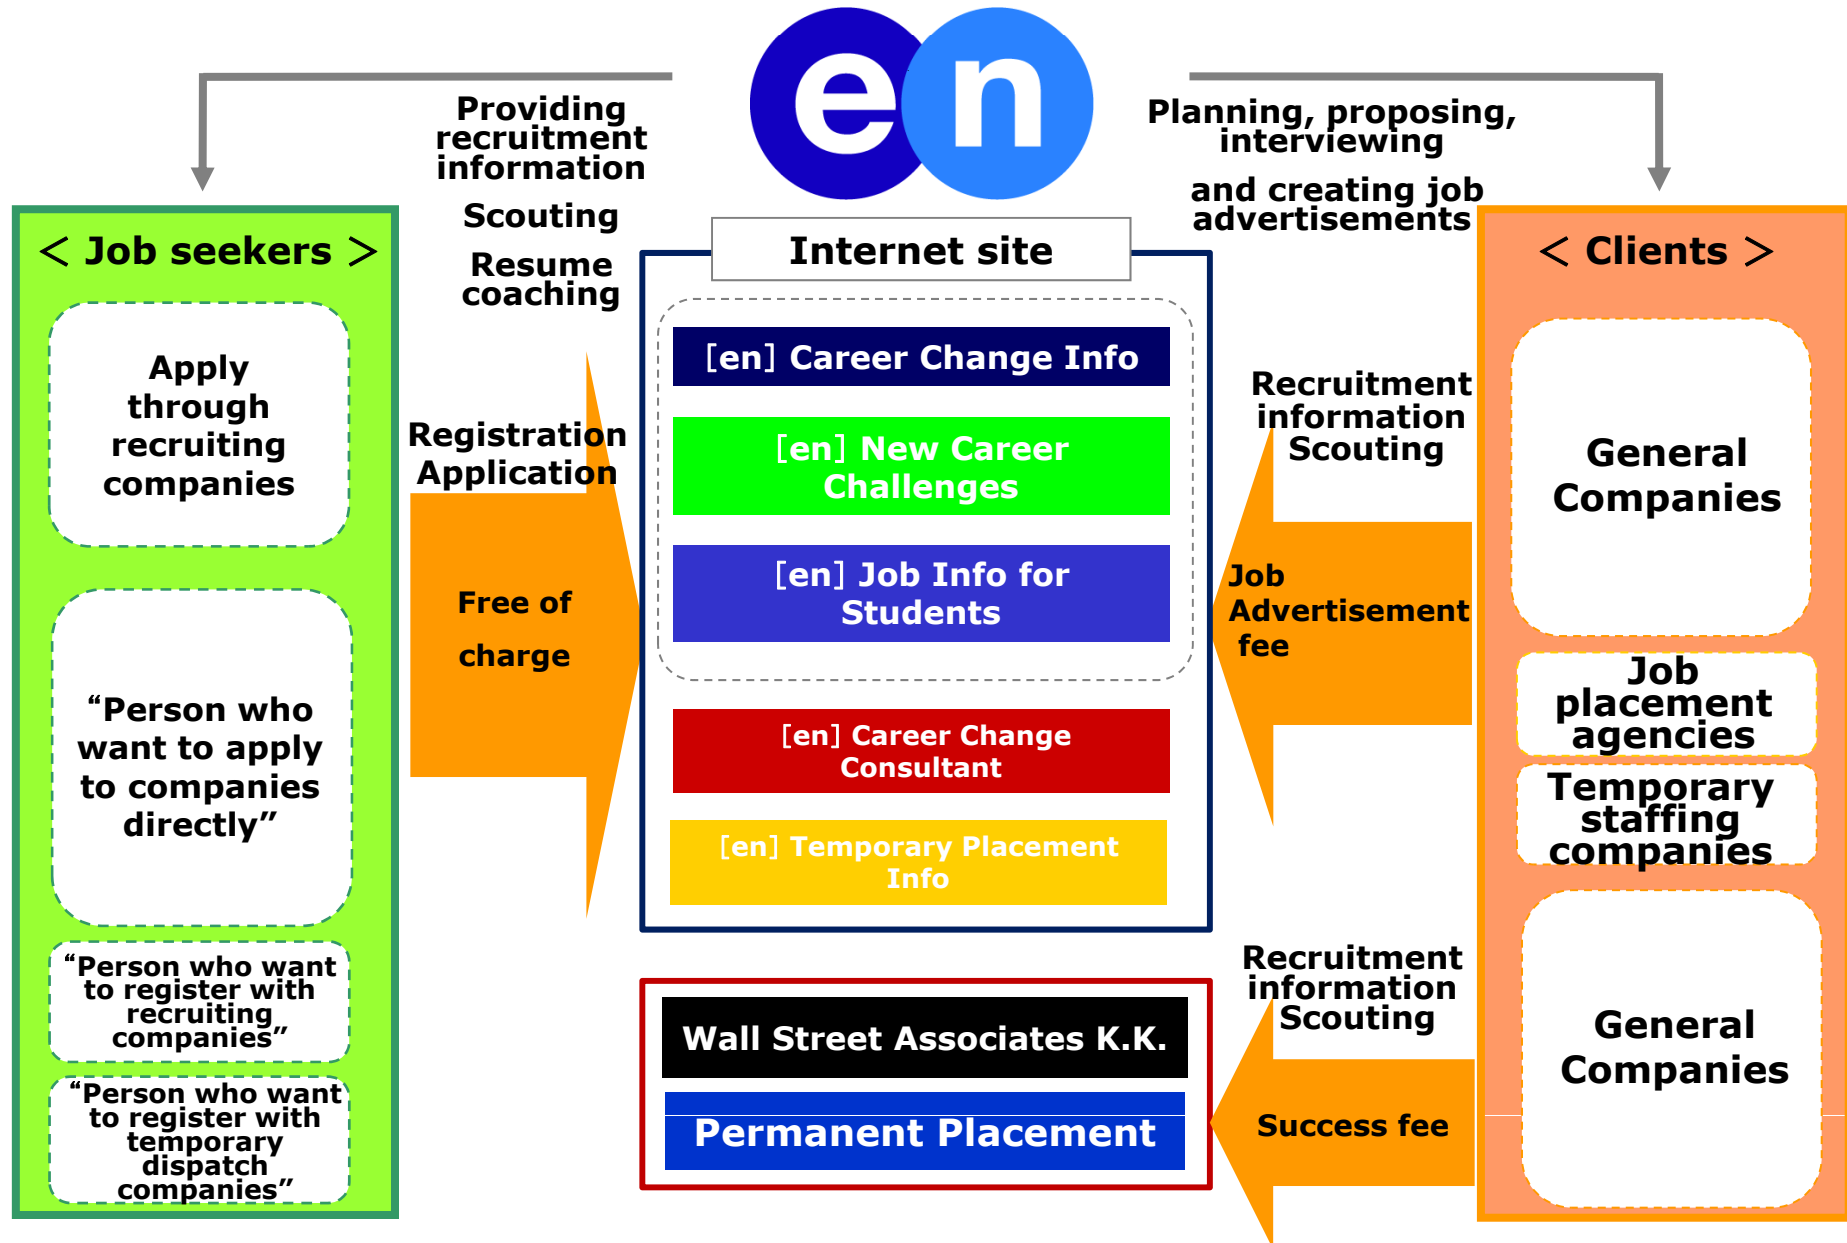 en
Providing
recruitment
information
Scouting
Resume
coaching
Planning, proposing,
interviewing
and creating job
advertisements
< Job seekers >
Apply
through
recruiting
companies
“Person who
want to apply
to companies
directly”
“Person who want
to register with
recruiting
companies”
“Person who want
to register with
temporary
dispatch
companies”
Registration
Application
Free of
charge
Internet site
[en] Career Change Info
[en] New Career
Challenges
[en] Job Info for
Students
[en] Career Change
Consultant
[en] Temporary Placement
Info
Wall Street Associates K.K.
Permanent Placement
Recruitment
information
Scouting
Job
Advertisement
fee
Recruitment
information
Scouting
Success fee
< Clients >
General
Companies
Job
placement
agencies
Temporary
staffing
companies
General
Companies